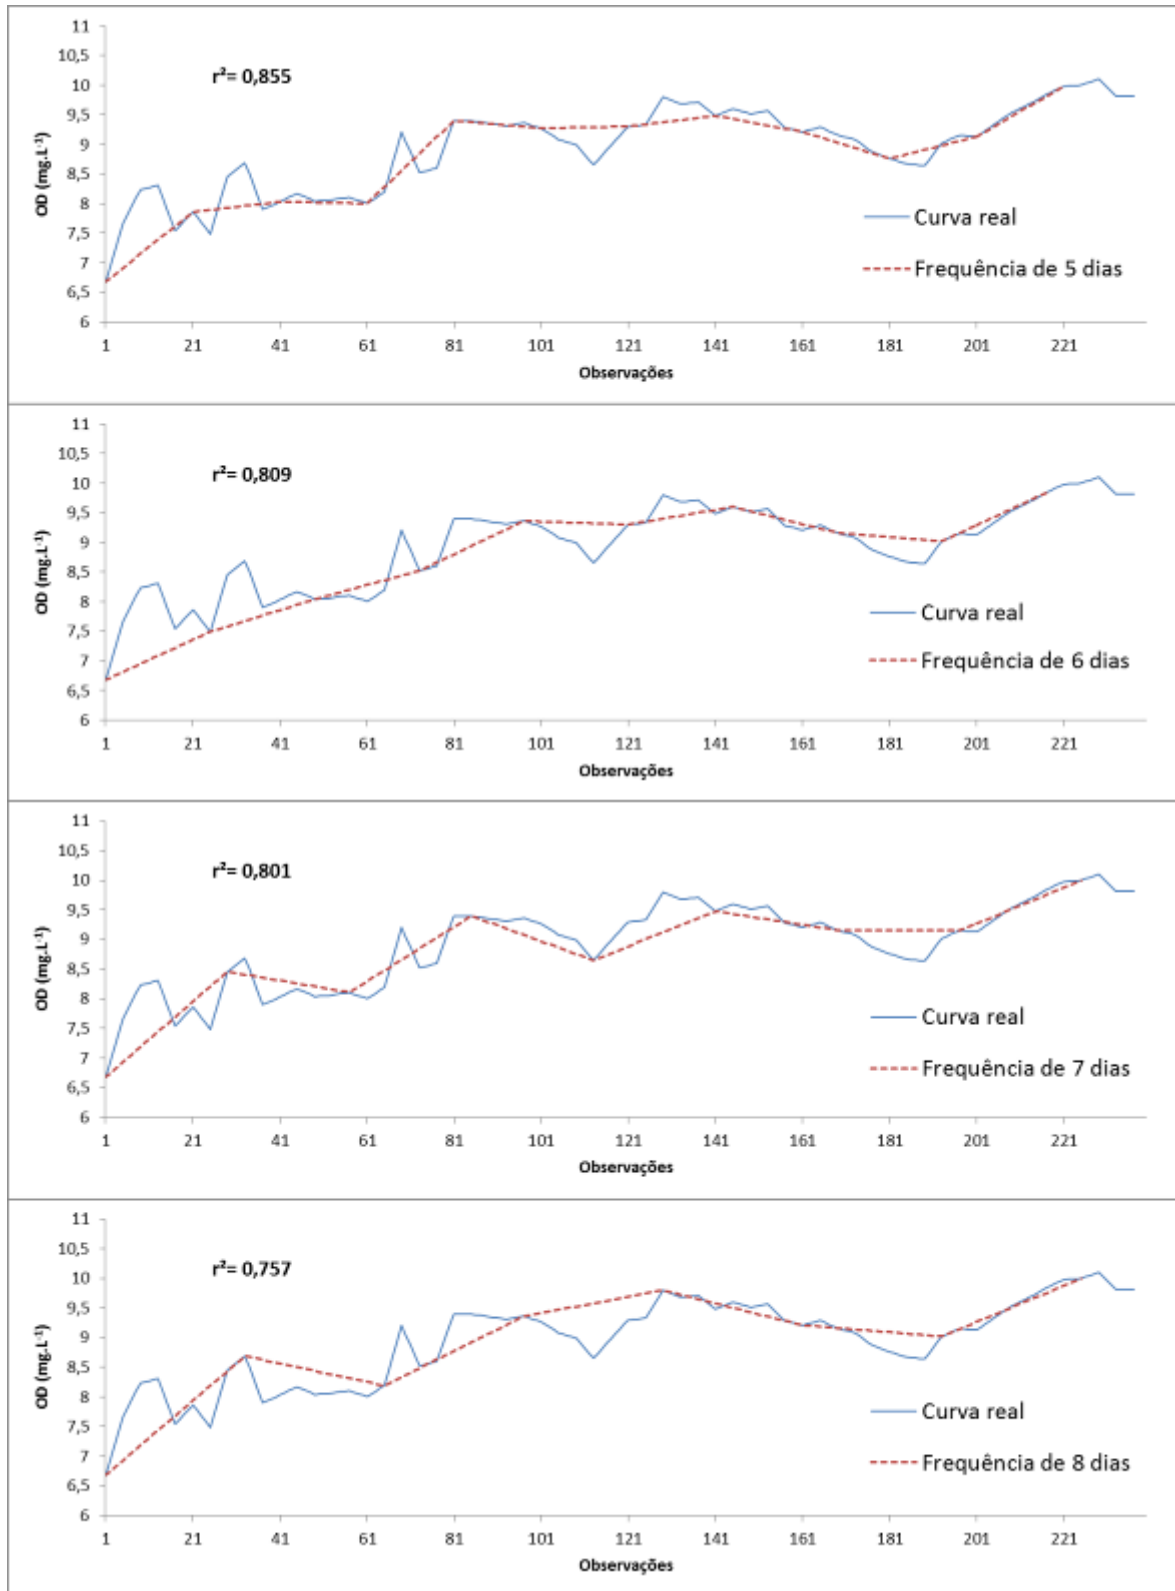 11
10,5
10
9,5
9
8,5
8
7,5
7
6,5
6
OD (mg.L⁻¹)
r²= 0,855
Curva real
Frequência de 5 dias
1 21 41 61 81 101 121 141 161 181 201 221
Observações
11
10,5
10
9,5
9
8,5
8
7,5
7
6,5
6
OD (mg.L⁻¹)
r²= 0,809
Curva real
Frequência de 6 dias
1 21 41 61 81 101 121 141 161 181 201 221
Observações
11
10,5
10
9,5
9
8,5
8
7,5
7
6,5
6
OD (mg.L⁻¹)
r²= 0,801
Curva real
Frequência de 7 dias
1 21 41 61 81 101 121 141 161 181 201 221
Observações
11
10,5
10
9,5
9
8,5
8
7,5
7
6,5
6
OD (mg.L⁻¹)
r²= 0,757
Curva real
Frequência de 8 dias
1 21 41 61 81 101 121 141 161 181 201 221
Observações